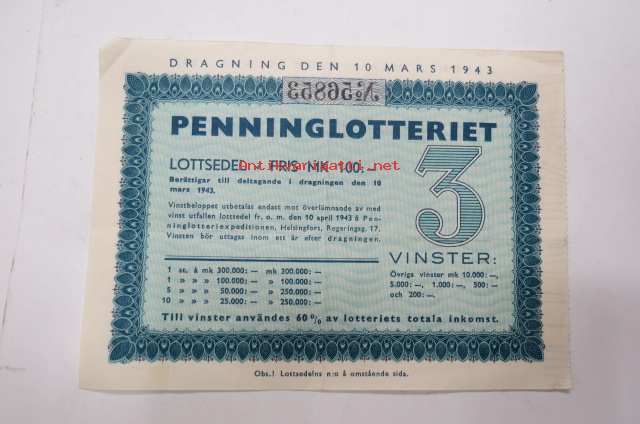 DRAGNING DEN 10 MARS 1943
No 56853
PENNINGLOTTERIET
LOTTSEDEL - PRIS MK 100:—
Antikvariaatti.net
Berättigar till deltagande i dragningen den 10
mars 1943.
Vinstbeloppet utbetalas endast mot överlämnande av med
vinst utfallen lottsedel fr. o. m. den 10 april 1943 å Pen-
ninglotteriexpeditionen, Helsingfors, Regeringsg. 17.
Vinsten bör uttagas inom ett år efter dragningen.
3
VINSTER:
1 st. å mk 300.000:— mk 300.000:—
1 » » » 100.000:— » 100.000:—
5 » » » 50.000:— » 250.000:—
10 » » » 25.000:— » 250.000:—
Övriga vinster mk 10.000:—,
5.000:—, 1.000:—, 500:—
och 200:—.
Till vinster användes 60% av lotteriets totala inkomst.
Obs.! Lottsedelns n:o å omstående sida.